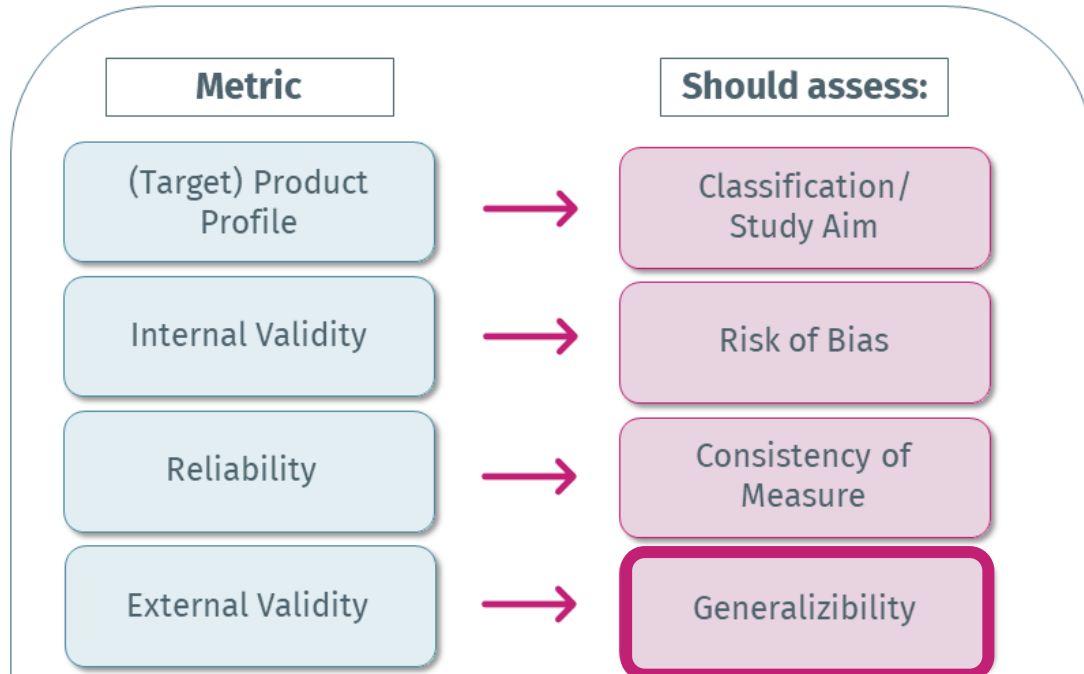 Metric
Should assess:
(Target) Product
Profile
Classification/
Study Aim
Internal Validity
Risk of Bias
Reliability
Consistency of
Measure
External Validity
Generalizibility